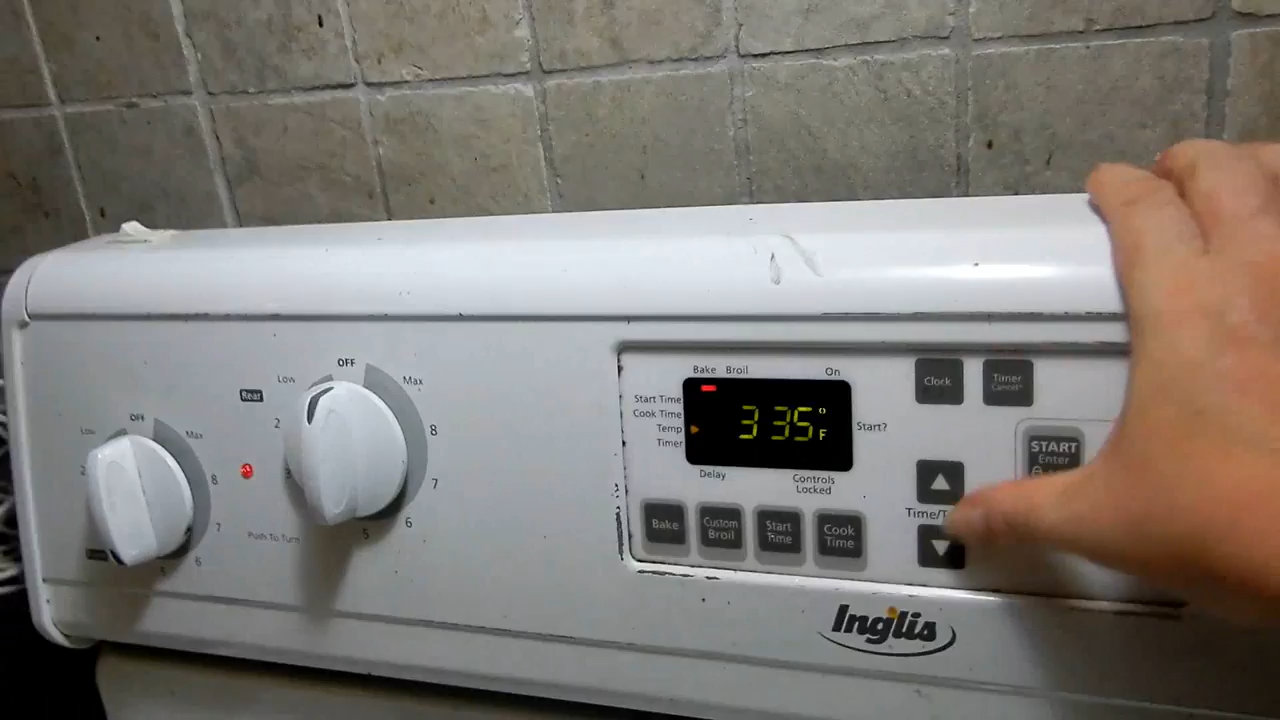 OFF
Low
Max
2
8
7
6
5
Push To Turn
Rear
OFF
Low
Max
2
3
8
7
6
5
Bake Broil On
Start Time
Cook Time
Temp
Timer
335°F
Start?
Delay
Controls
Locked
Bake
Custom
Broil
Start
Time
Cook
Time
Clock
Timer
Cancel
START
Enter
Time/T
Inglis